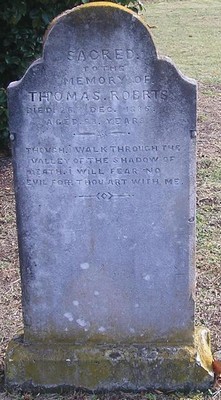 SACRED
TO THE
MEMORY OF
THOMAS ROBERTS
DIED DEC
AGED YEARS
THOUGH I WALK THROUGH THE
VALLEY OF THE SHADOW OF
DEATH, I WILL FEAR NO
EVIL FOR THOU ART WITH ME.